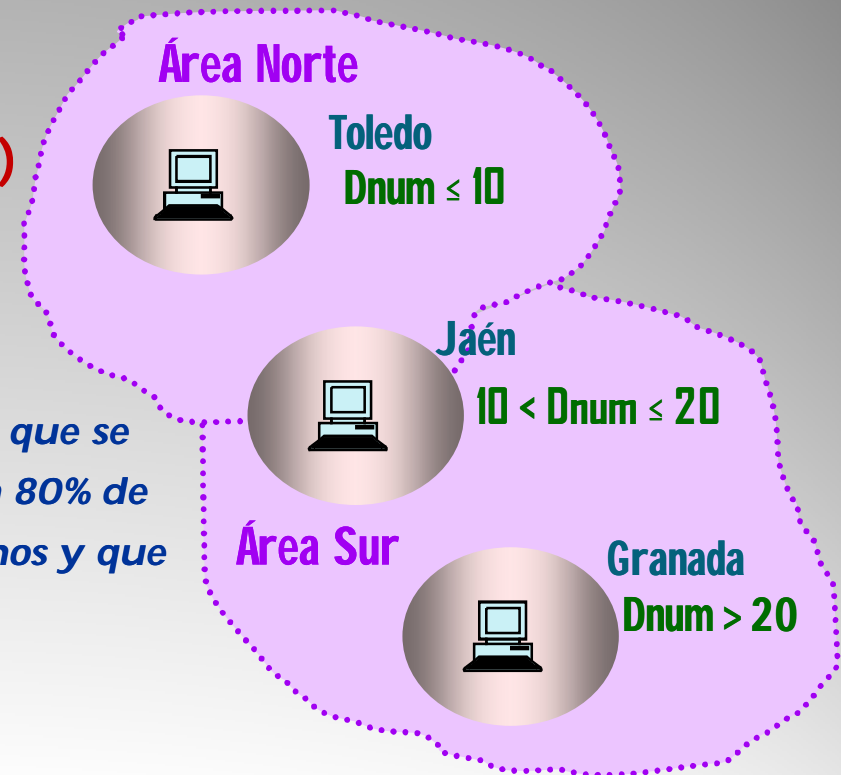 Área Norte
)
Toledo
Dnum ≤ 10
Jaén
10 < Dnum ≤ 20
que se
80% de
y que
Área Sur
Granada
Dnum > 20